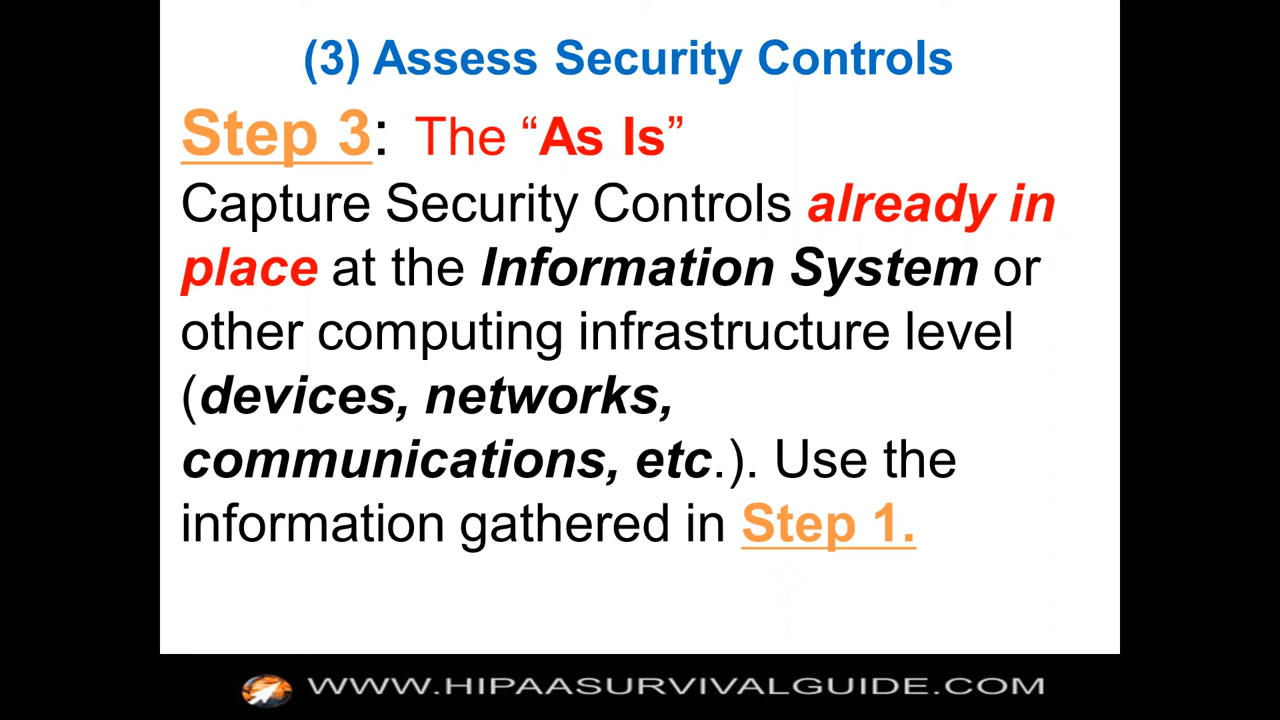 (3) Assess Security Controls
Step 3: The “As Is”
Capture Security Controls already in
place at the Information System or
other computing infrastructure level
(devices, networks,
communications, etc.). Use the
information gathered in Step 1.
WWW.HIPAASURVIVALGUIDE.COM